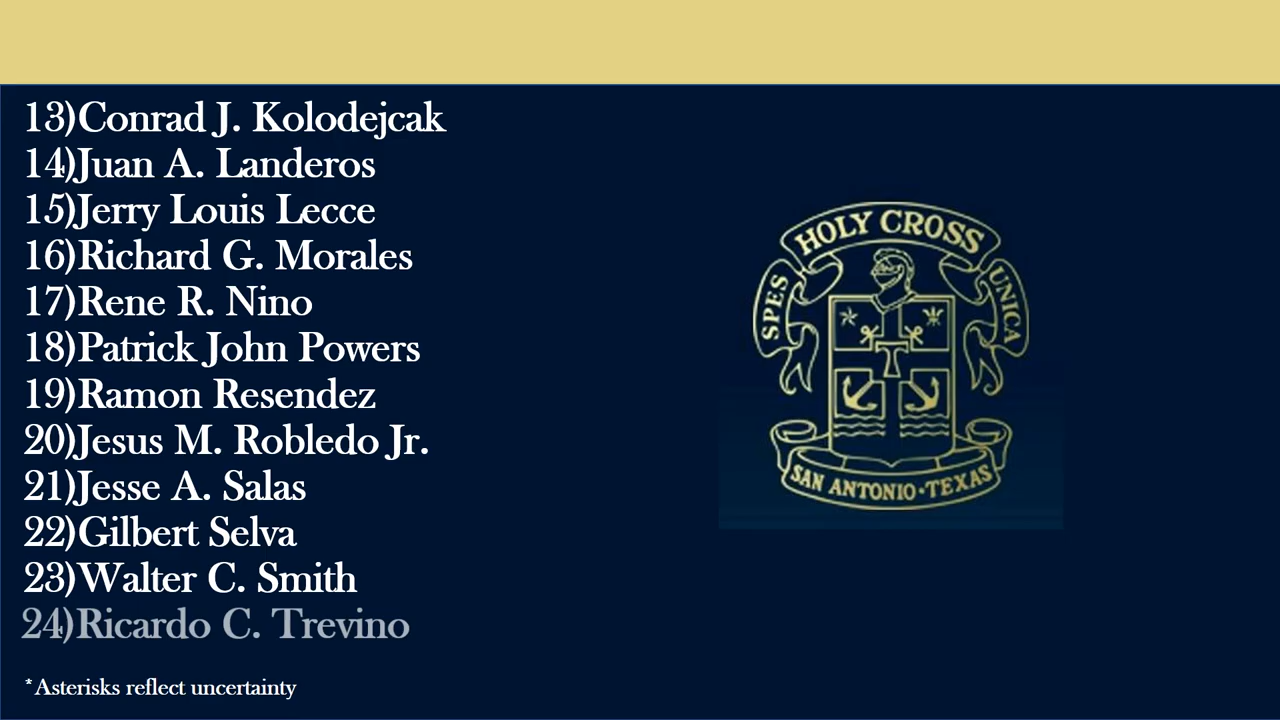 13)Conrad J. Kolodejcak
14)Juan A. Landeros
15)Jerry Louis Lecce
16)Richard G. Morales
17)Rene R. Nino
18)Patrick John Powers
19)Ramon Resendez
20)Jesus M. Robledo Jr.
21)Jesse A. Salas
22)Gilbert Selva
23)Walter C. Smith
24)Ricardo C. Trevino
*Asterisks reflect uncertainty
HOLY CROSS
SPES
UNICA
SAN ANTONIO·TEXAS